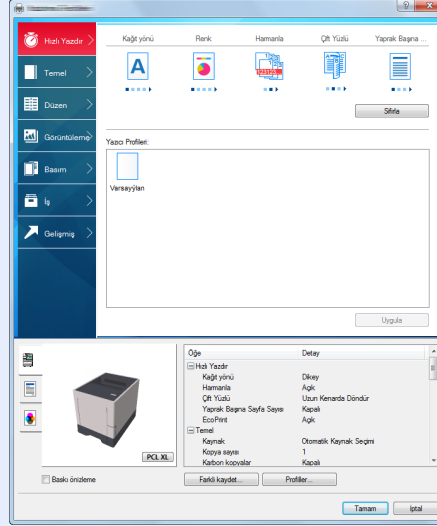 Hızlı Yazdır
Temel
Düzen
Görüntüleme
Basım
İş
Gelişmiş
Kağıt yönü Renk Harmanla Çift Yüzlü Yaprak Başına ...
A
123123
Sıfırla
Yazıcı Profilleri:
Varsayýlan
Uygula
Öğe Detay
Hızlı Yazdır
Kağıt yönü Dikey
Harmanla Açık
Çift Yüzlü Uzun Kenarda Döndür
Yaprak Başına Sayfa Sayısı Kapalı
EcoPrint Açık
Temel
Kaynak Otomatik Kaynak Seçimi
Kopya sayısı 1
Karbon kopyalar Kapalı
PCL XL
Baskı önizleme
Farklı kaydet... Profiller...
Tamam İptal